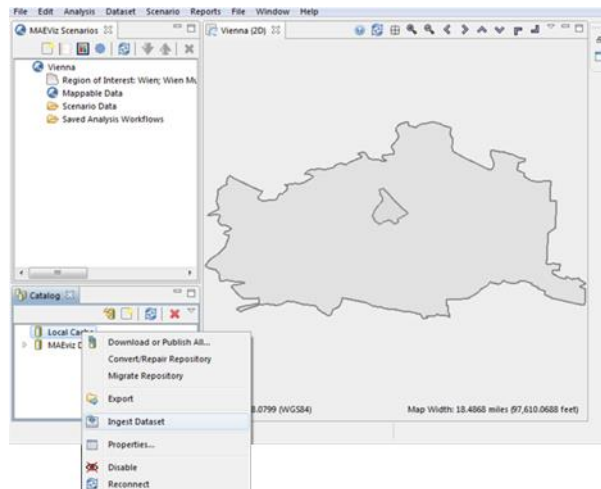 File Edit Analysis Dataset Scenario Reports File Window Help
MAEViz Scenarios
Vienna (2D)
Vienna
Region of Interest: Wien; Wien Mu
Mappable Data
Scenario Data
Saved Analysis Workflows
Catalog
Local Cache
MAEviz D
Download or Publish All...
Convert/Repair Repository
Migrate Repository
Export
Ingest Dataset
Properties...
Disable
Reconnect
8.0799 (WGS84) Map Width: 18.4868 miles (97,610.0688 feet)